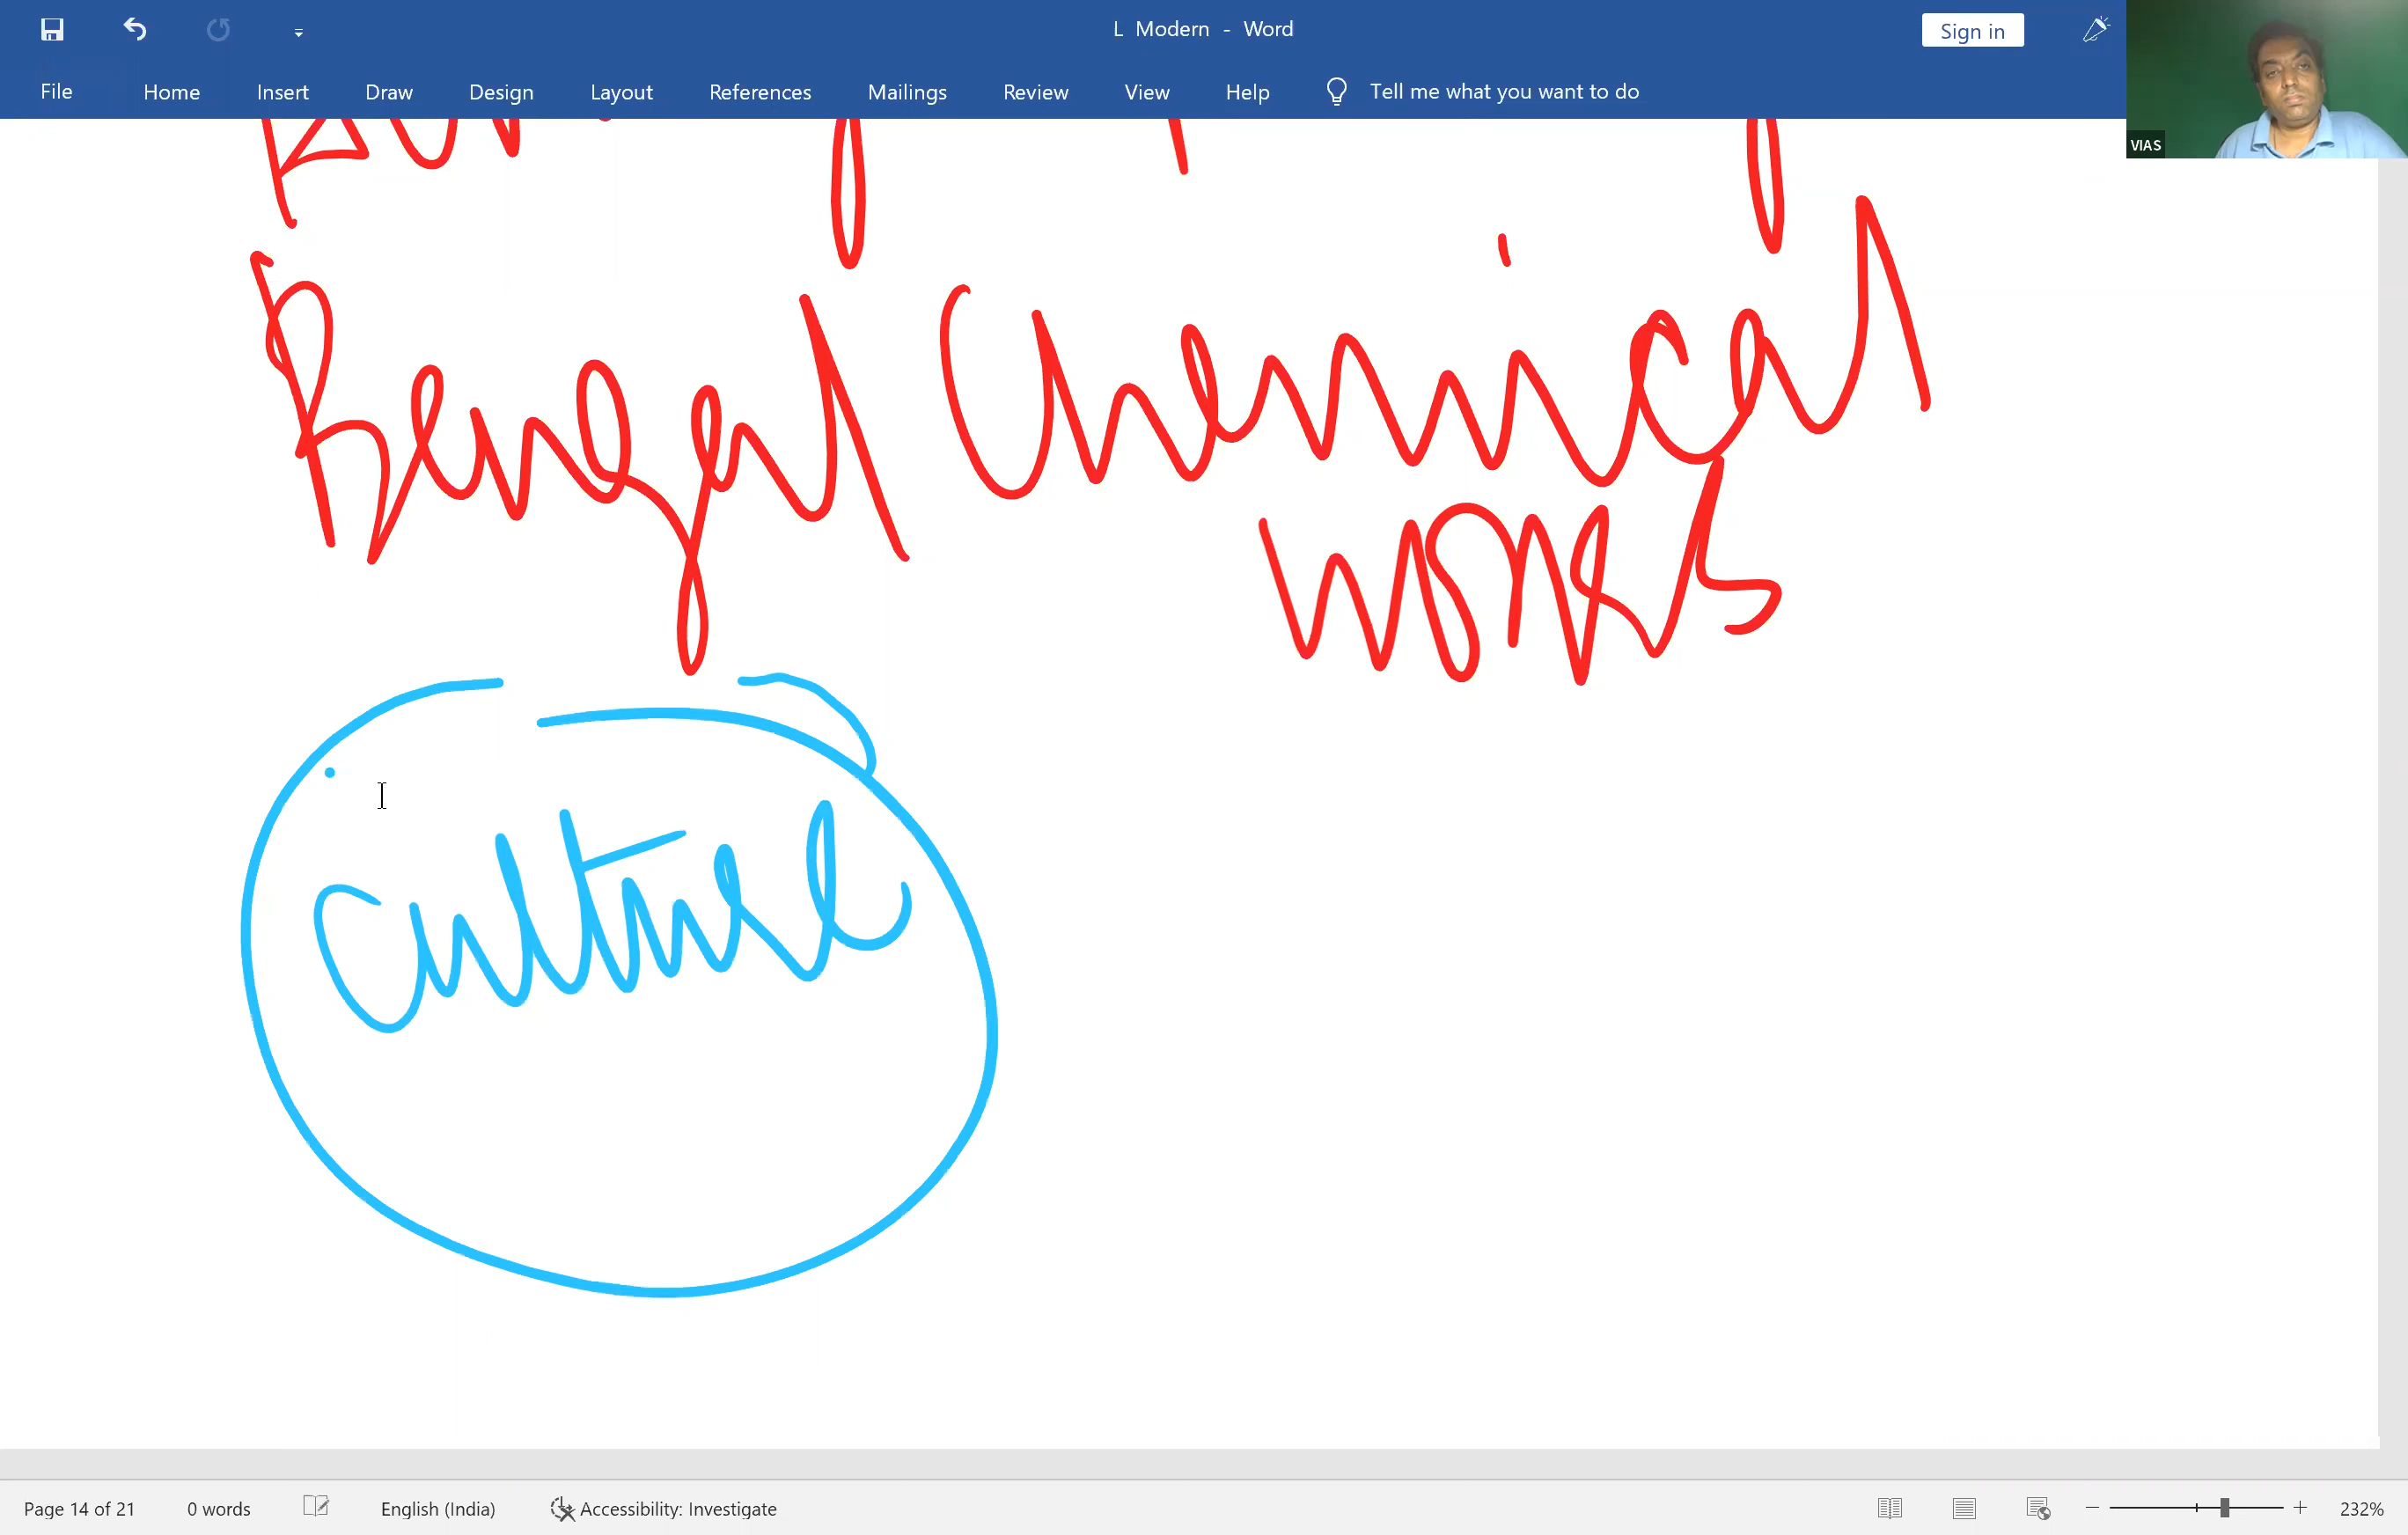 L Modern - Word
Sign in
File Home Insert Draw Design Layout References Mailings Review View Help Tell me what you want to do
VIAS
Bengal Chemical
works
culture
Page 14 of 21 0 words English (India) Accessibility: Investigate 232%